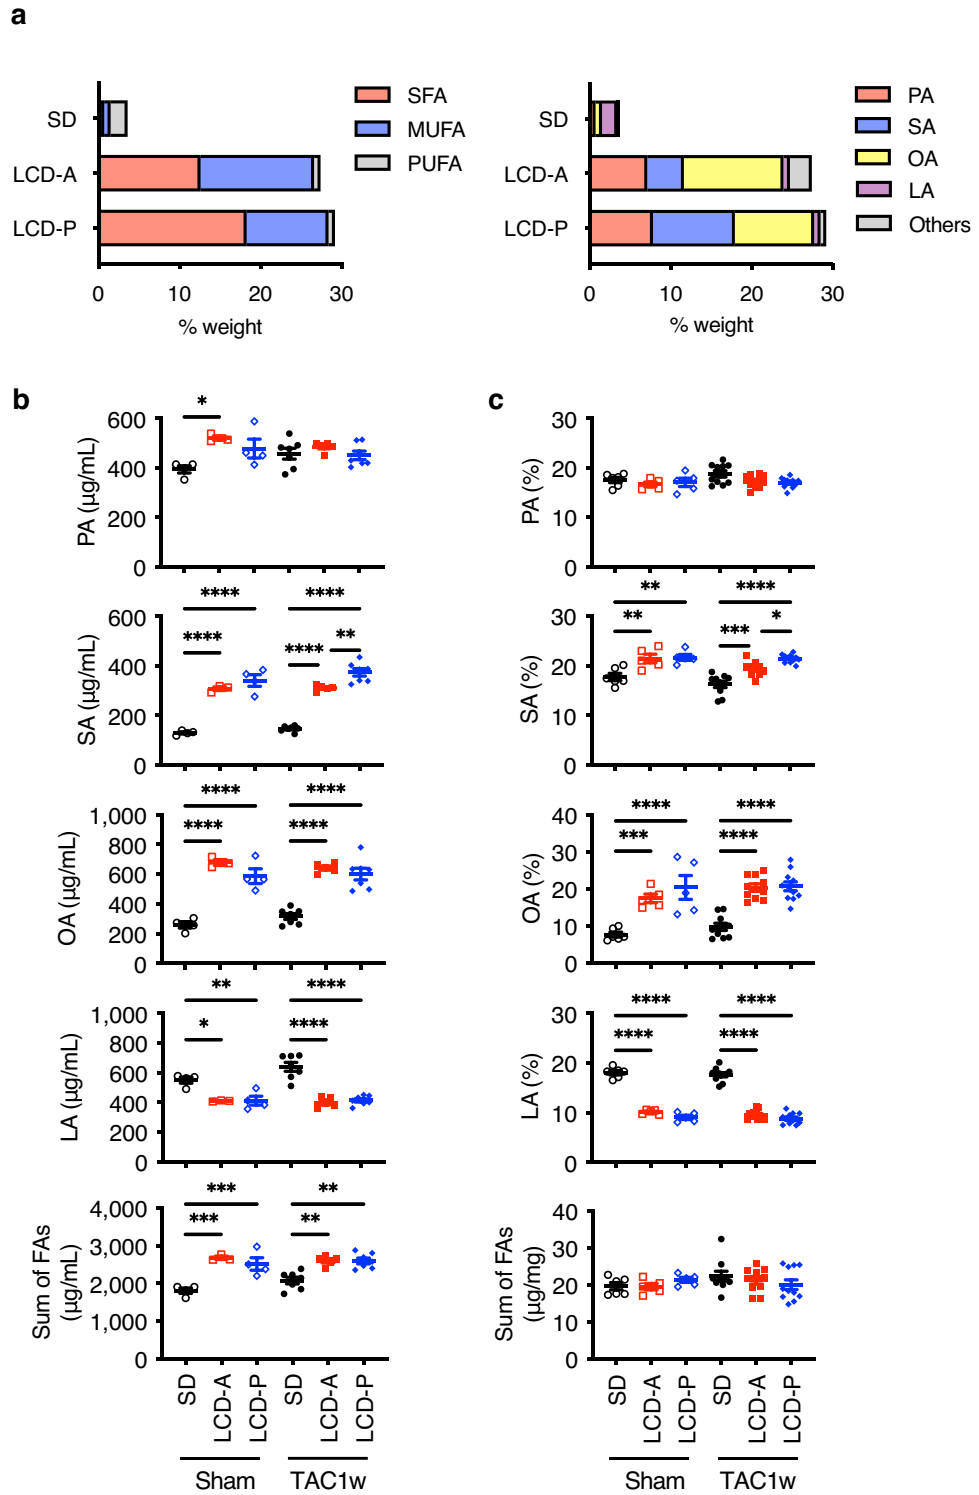 a
SD
LCD-A
LCD-P
0 10 20 30
% weight
SFA
MUFA
PUFA
SD
LCD-A
LCD-P
0 10 20 30
% weight
PA
SA
OA
LA
Others
b
PA (µg/mL)
600
400
200
0
*
SA (µg/mL)
600
400
200
0
**** ****
**** **** **
OA (µg/mL)
1,000
800
600
400
200
0
**** ****
**** ****
LA (µg/mL)
1,000
800
600
400
200
0
** ****
* ****
Sum of FAs
(µg/mL)
4,000
3,000
2,000
1,000
0
*** **
*** **
SD LCD-A LCD-P SD LCD-A LCD-P
Sham TAC1w
c
PA (%)
30
20
10
0
SA (%)
30
20
10
0
** ****
** *** *
OA (%)
40
30
20
10
0
**** ****
*** ****
LA (%)
30
20
10
0
**** ****
**** ****
Sum of FAs
(µg/mg)
40
30
20
10
0
SD LCD-A LCD-P SD LCD-A LCD-P
Sham TAC1w